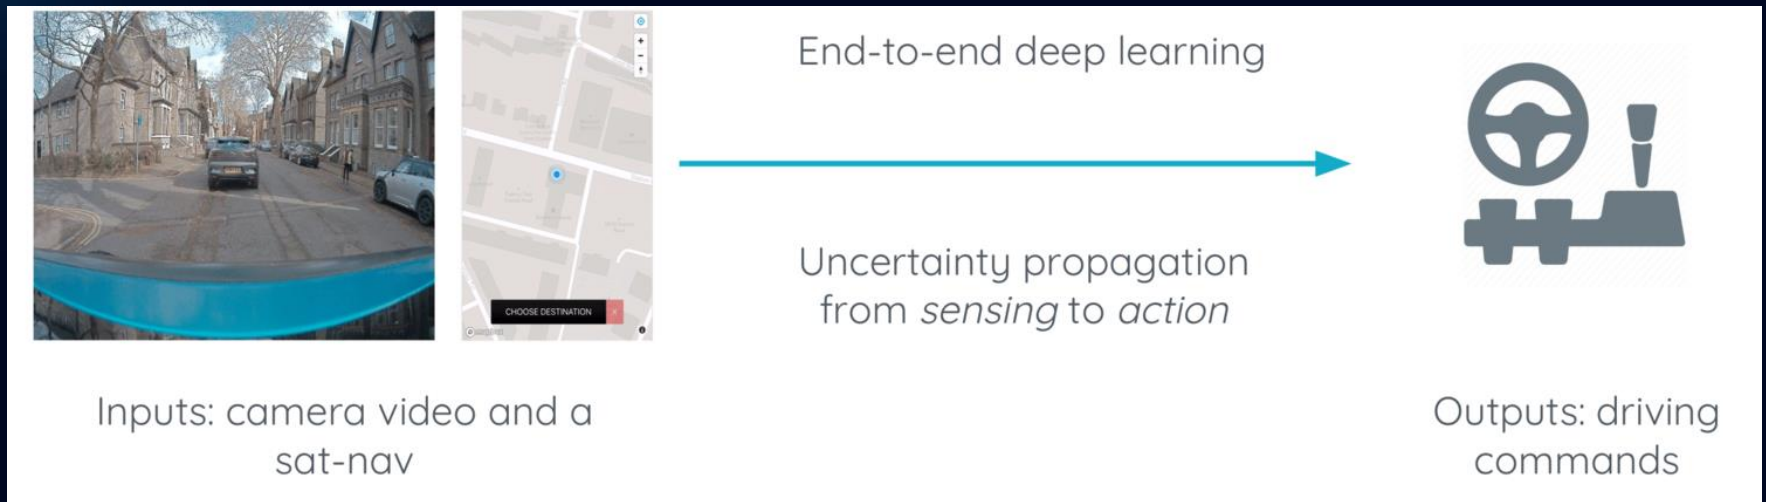 End-to-end deep learning
CHOOSE DESTINATION
Uncertainty propagation
from sensing to action
Inputs: camera video and a
sat-nav
Outputs: driving
commands